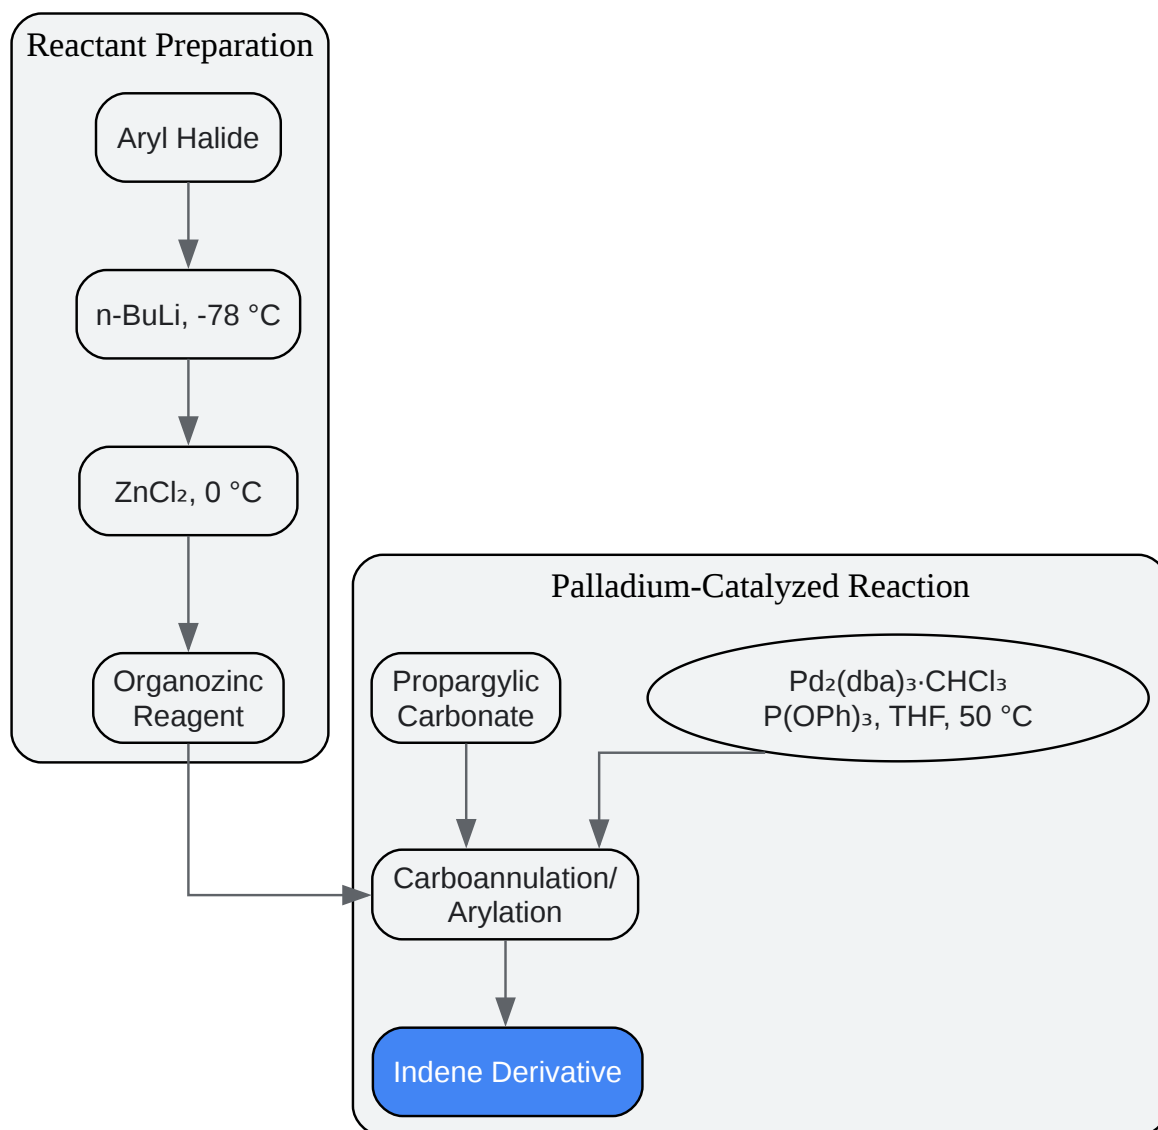 Reactant Preparation
Aryl Halide
n-BuLi, -78 °C
ZnCl₂, 0 °C
Organozinc
Reagent
Palladium-Catalyzed Reaction
Propargylic
Carbonate
Pd₂(dba)₃·CHCl₃
P(OPh)₃, THF, 50 °C
Carboannulation/
Arylation
Indene Derivative